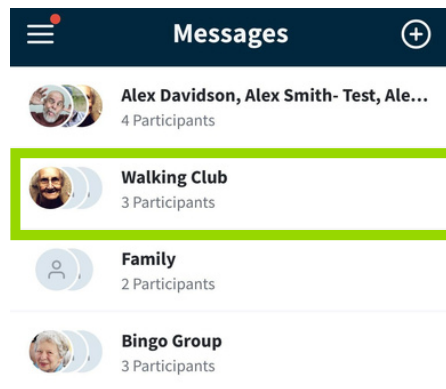 Messages
Alex Davidson, Alex Smith- Test, Ale...
4 Participants
Walking Club
3 Participants
Family
2 Participants
Bingo Group
3 Participants